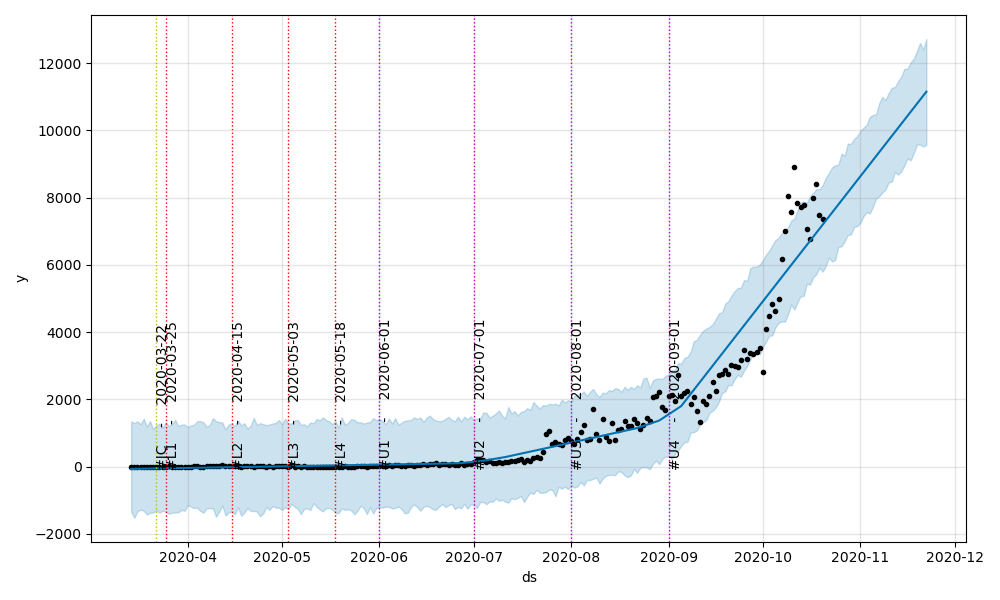 12000
10000
8000
6000
4000
2000
0
−2000
y
#JC - 2020-03-22
#L1 - 2020-03-25
#L2 - 2020-04-15
#L3 - 2020-05-03
#L4 - 2020-05-18
#U1 - 2020-06-01
#U2 - 2020-07-01
#U3 - 2020-08-01
#U4 - 2020-09-01
2020-04 2020-05 2020-06 2020-07 2020-08 2020-09 2020-10 2020-11 2020-12
ds